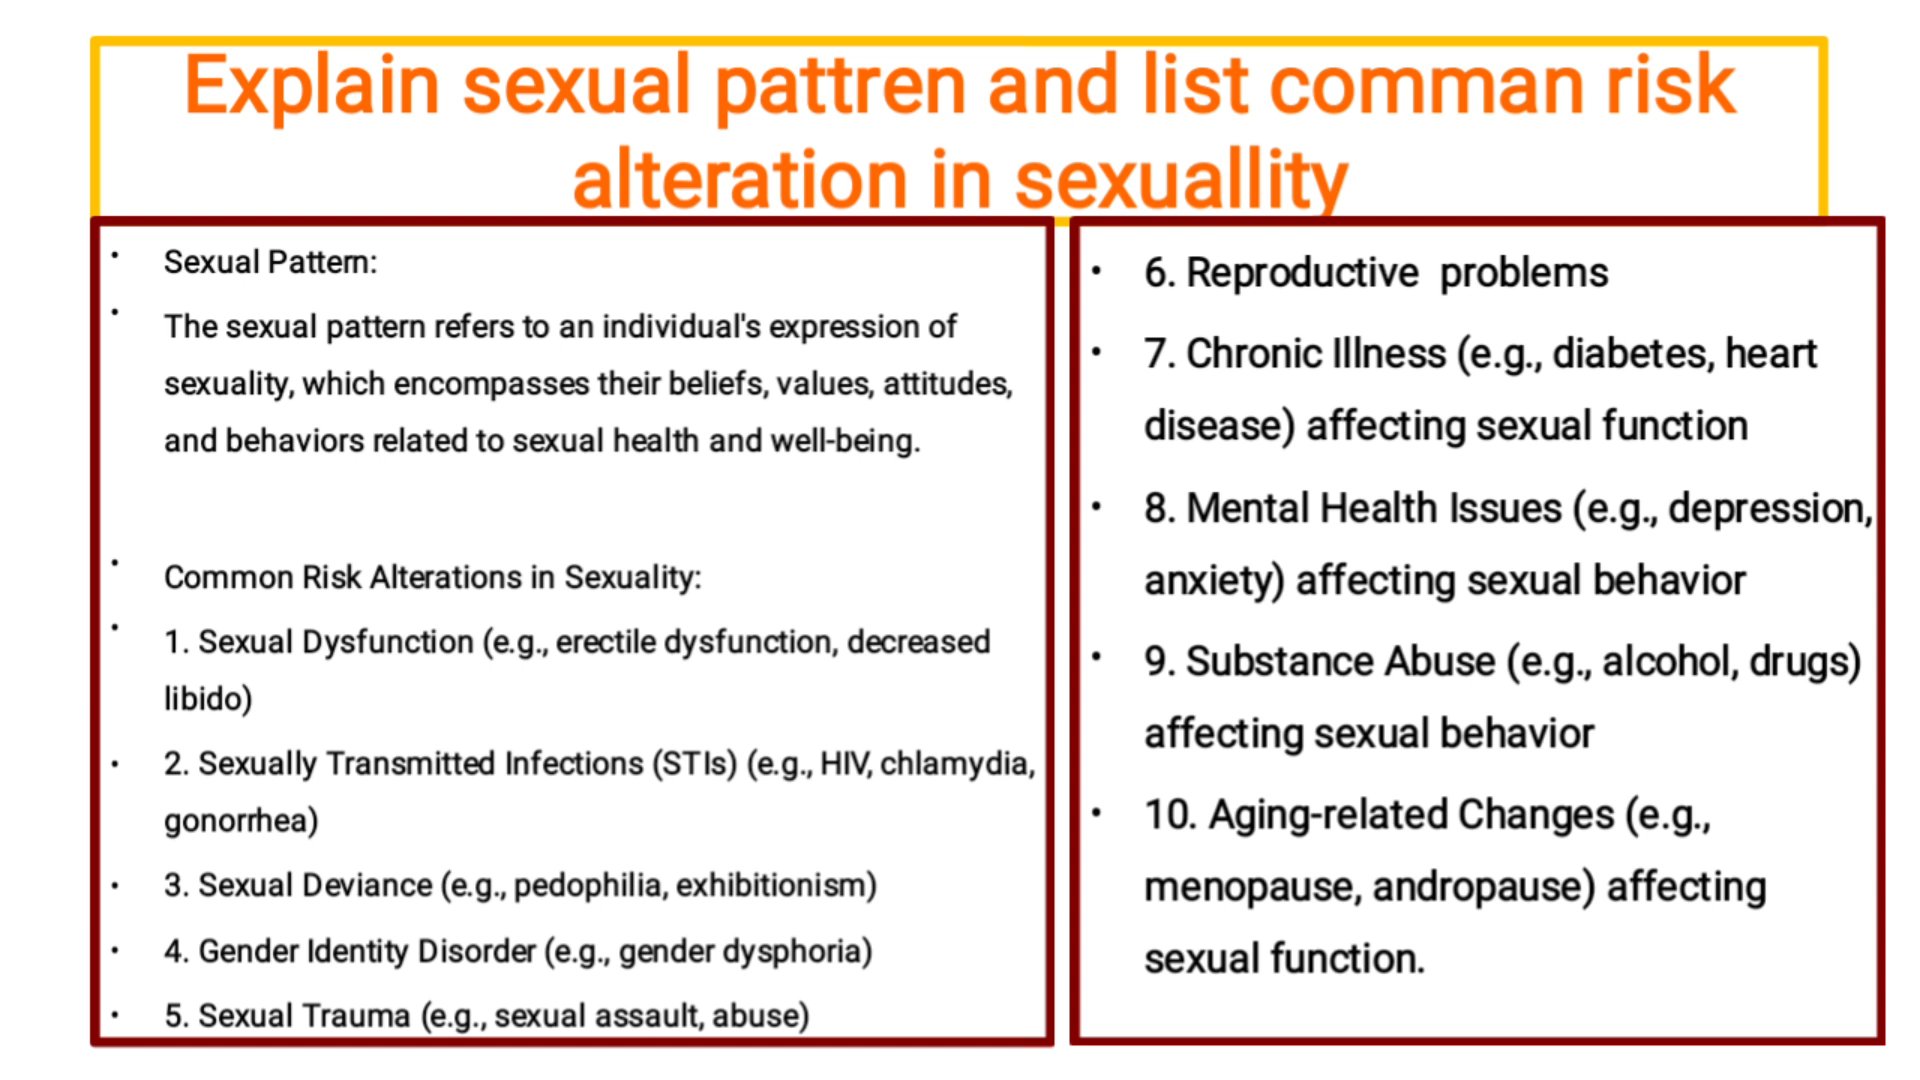 Explain sexual pattren and list comman risk
alteration in sexuallity
• Sexual Pattern:
• The sexual pattern refers to an individual's expression of
sexuality, which encompasses their beliefs, values, attitudes,
and behaviors related to sexual health and well-being.
• Common Risk Alterations in Sexuality:
• 1. Sexual Dysfunction (e.g., erectile dysfunction, decreased
libido)
• 2. Sexually Transmitted Infections (STIs) (e.g., HIV, chlamydia,
gonorrhea)
• 3. Sexual Deviance (e.g., pedophilia, exhibitionism)
• 4. Gender Identity Disorder (e.g., gender dysphoria)
• 5. Sexual Trauma (e.g., sexual assault, abuse)
• 6. Reproductive problems
• 7. Chronic Illness (e.g., diabetes, heart
disease) affecting sexual function
• 8. Mental Health Issues (e.g., depression,
anxiety) affecting sexual behavior
• 9. Substance Abuse (e.g., alcohol, drugs)
affecting sexual behavior
• 10. Aging-related Changes (e.g.,
menopause, andropause) affecting
sexual function.